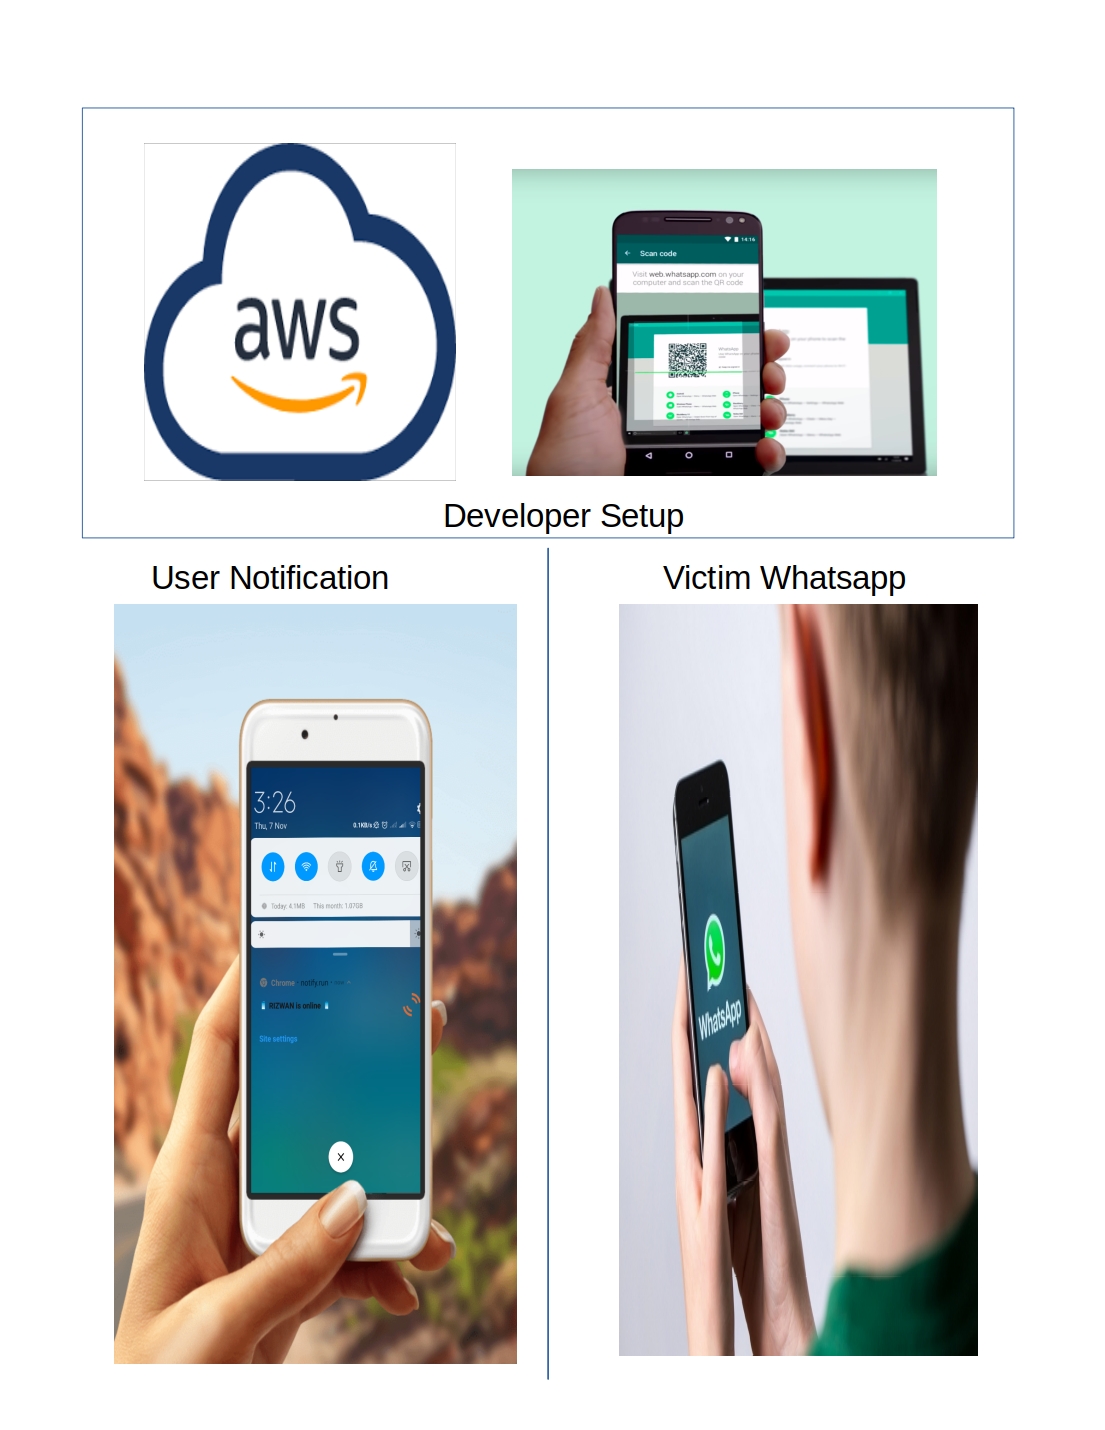 aws
14:16
Scan code
Visit web.whatsapp.com on your
computer and scan the QR code
Developer Setup
User Notification
Victim Whatsapp
3:26
Thu, 7 Nov
0.1KB/s
Today: 4.1MB This month: 1.07GB
Chrome · notify.run
RIZWAN is online
Site settings
WhatsApp